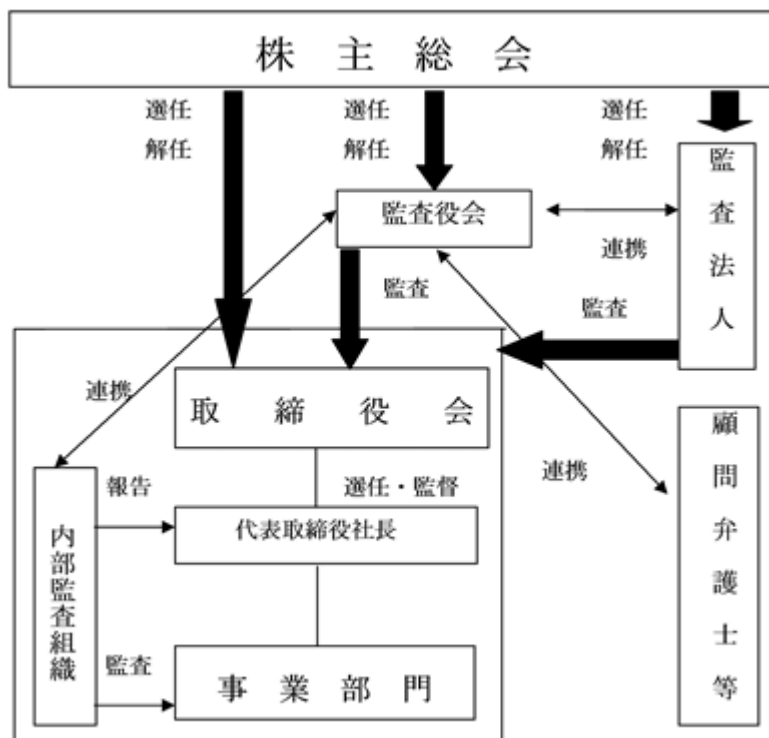 株主総会
選任
解任
選任
解任
選任
解任
監査法人
監査役会
連携
監査
監査
連携
取締役会
顧問弁護士等
連携
選任・監督
報告
内部監査組織
代表取締役社長
監査
事業部門